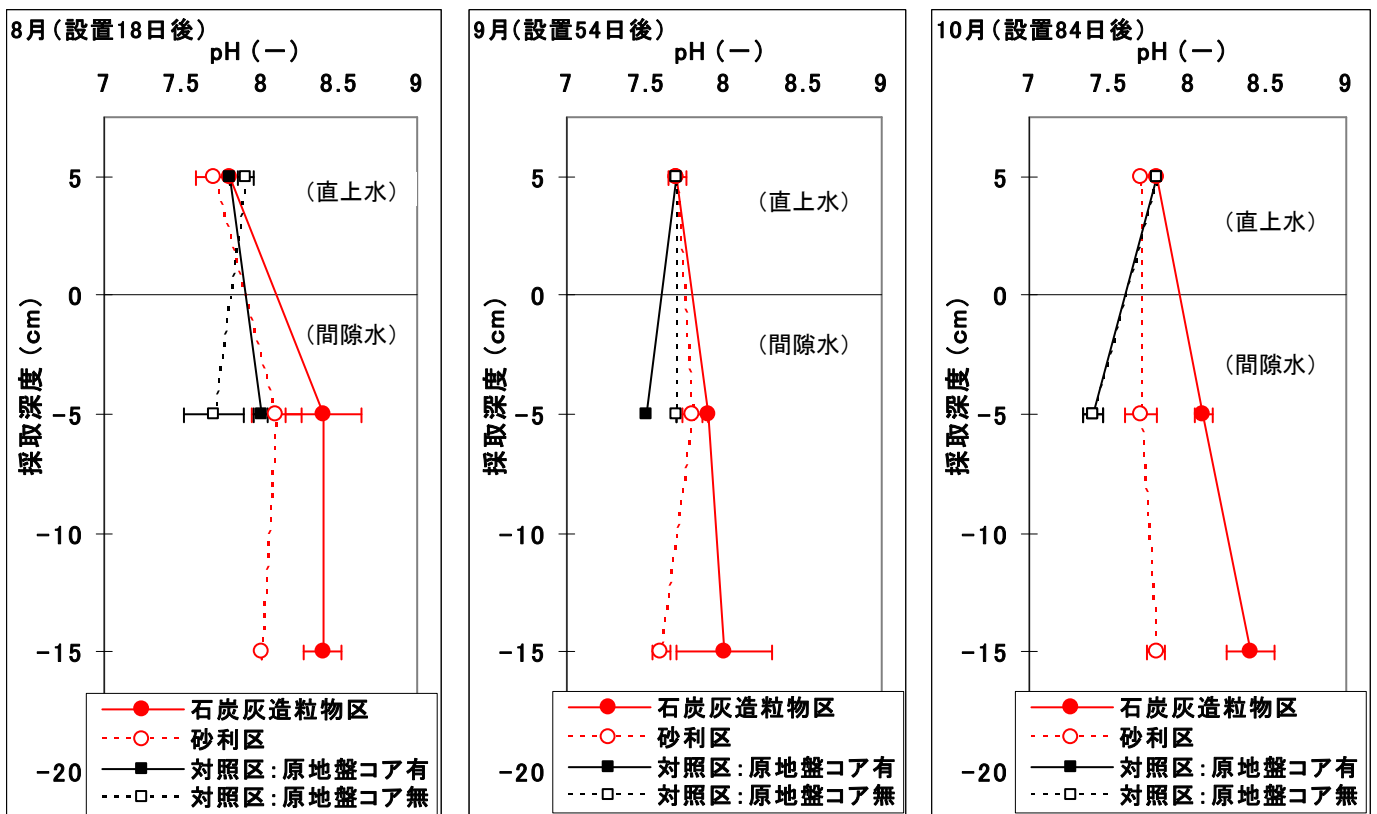 8月（設置18日後）
pH（－）
7 7.5 8 8.5 9
5
0
-5
-10
-15
-20
採取深度（cm）
（直上水）
（間隙水）
石炭灰造粒物区
砂利区
対照区：原地盤コア有
対照区：原地盤コア無
9月（設置54日後）
pH（－）
7 7.5 8 8.5 9
5
0
-5
-10
-15
-20
採取深度（cm）
（直上水）
（間隙水）
石炭灰造粒物区
砂利区
対照区：原地盤コア有
対照区：原地盤コア無
10月（設置84日後）
pH（－）
7 7.5 8 8.5 9
5
0
-5
-10
-15
-20
採取深度（cm）
（直上水）
（間隙水）
石炭灰造粒物区
砂利区
対照区：原地盤コア有
対照区：原地盤コア無